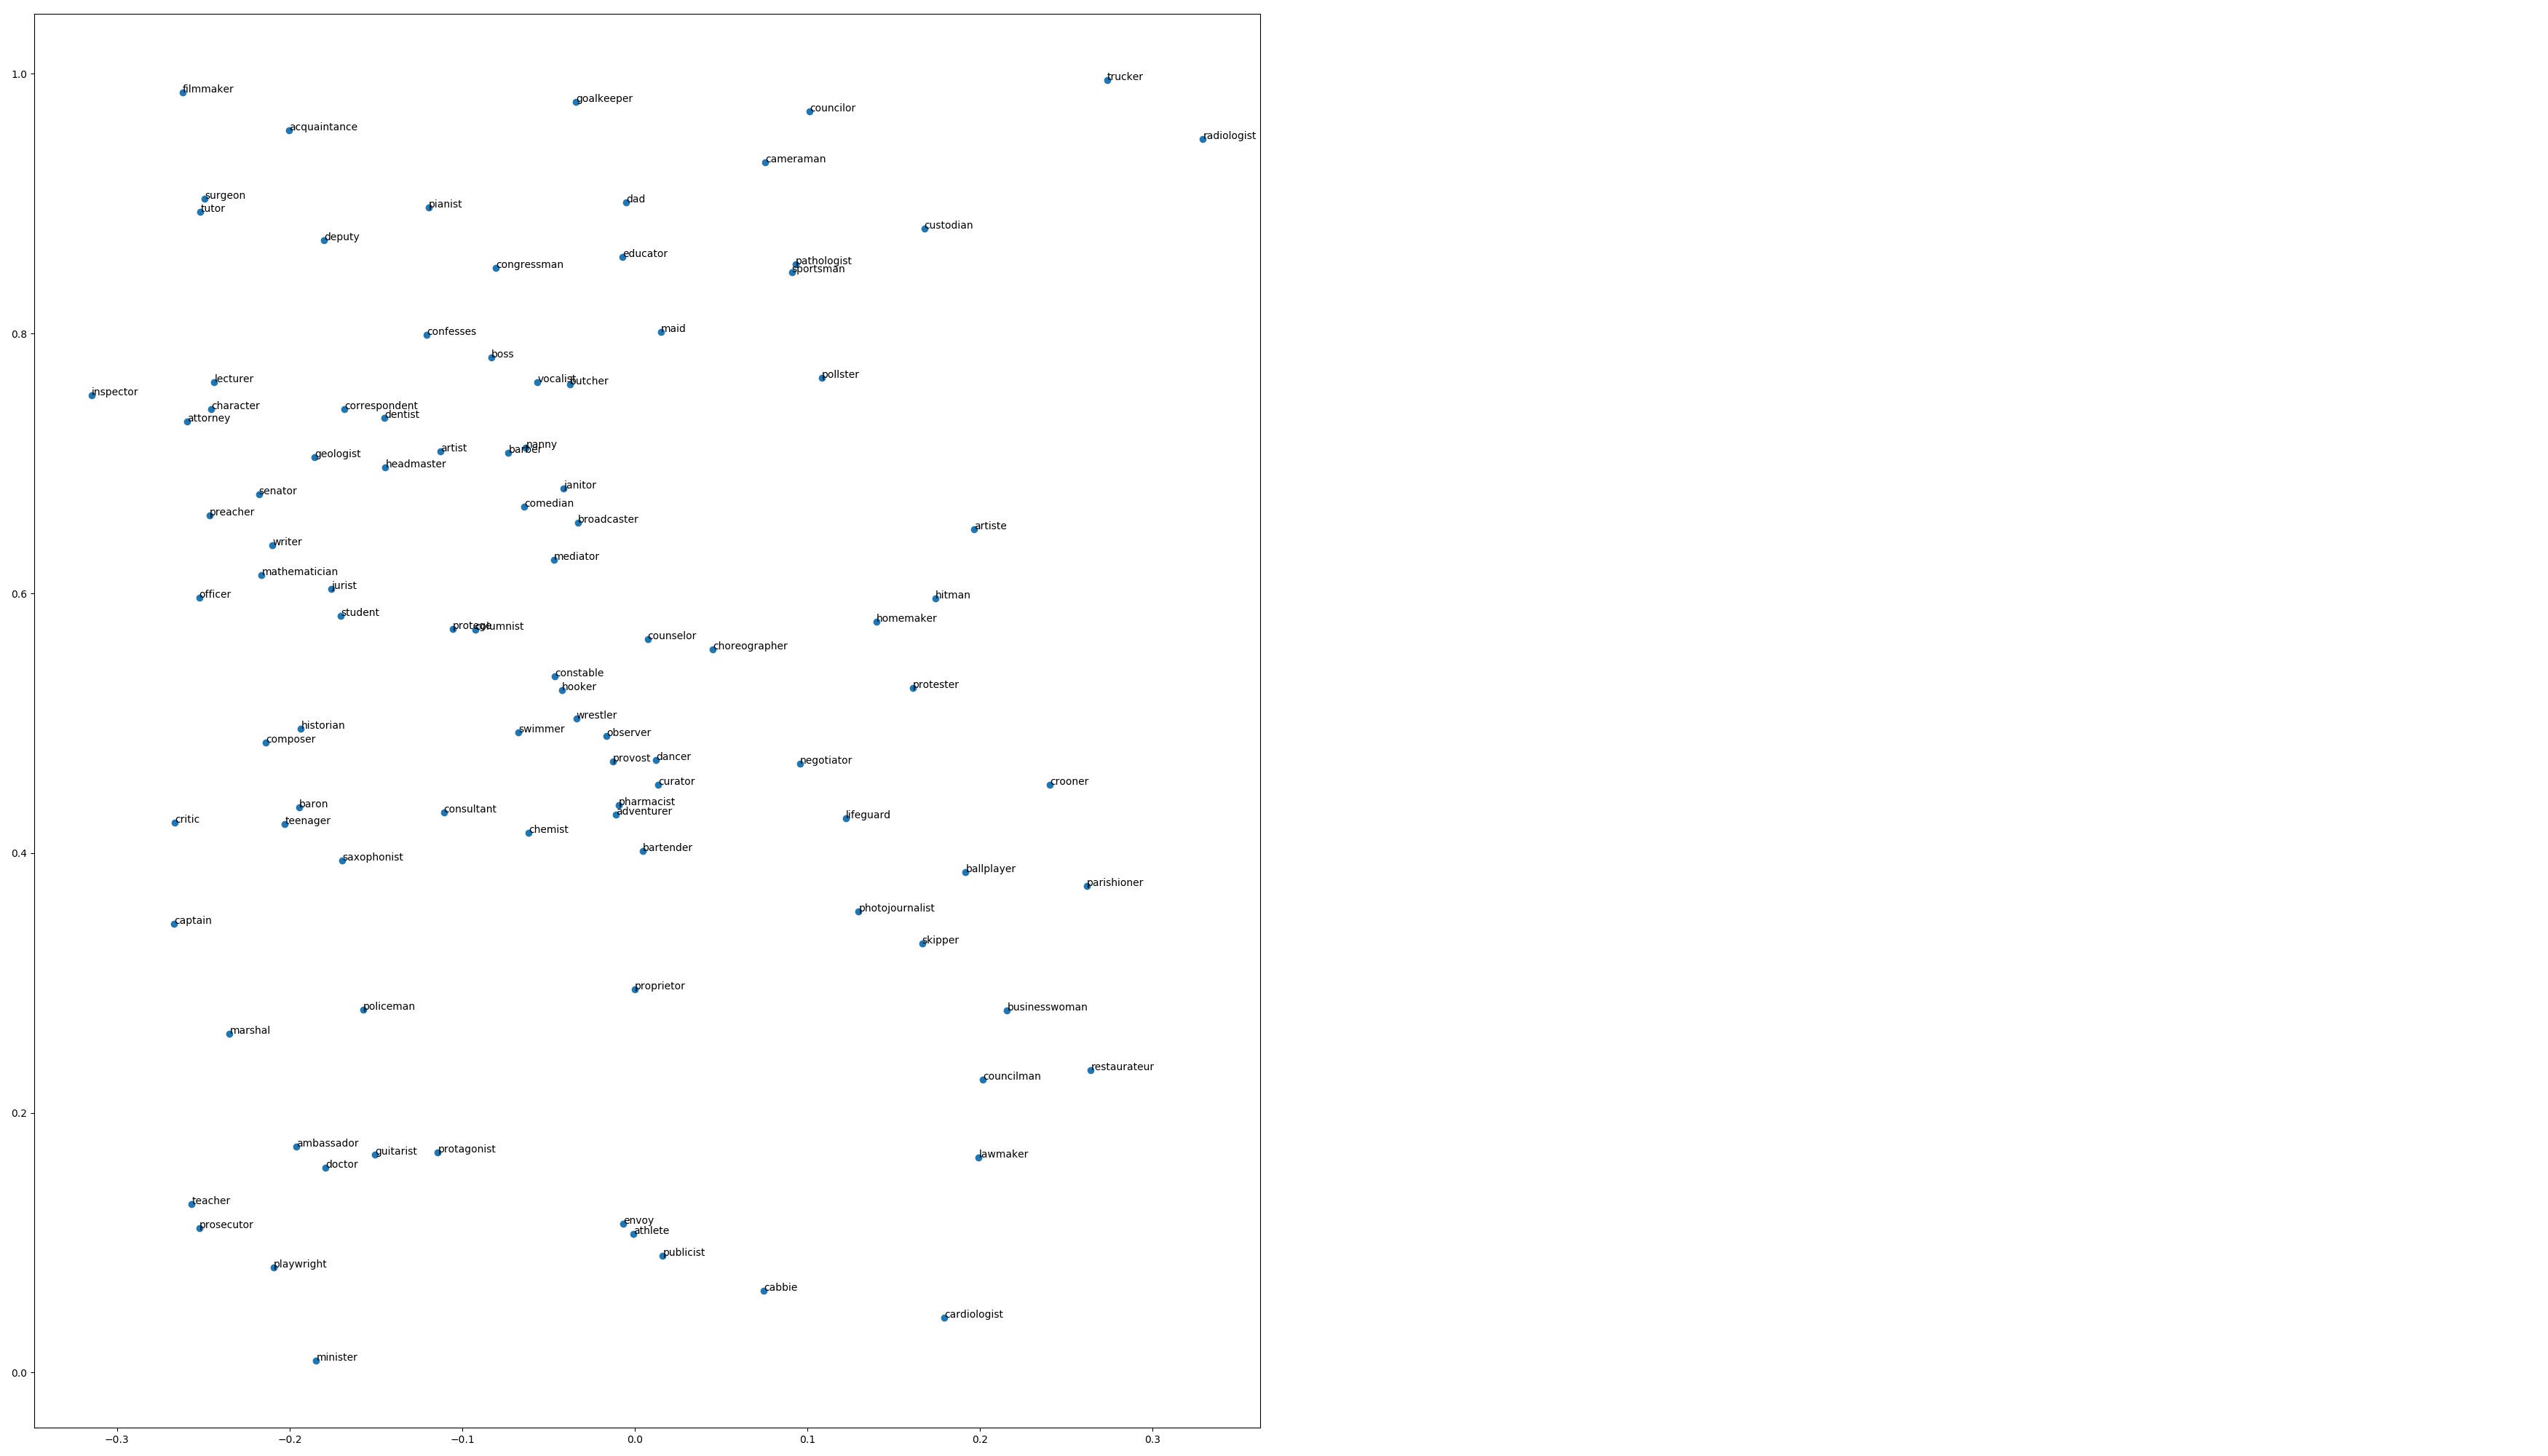 1.0
trucker
filmmaker
goalkeeper
councilor
acquaintance
radiologist
cameraman
surgeon
dad
pianist
tutor
custodian
deputy
educator
pathologist
congressman
sportsman
0.8
maid
confesses
boss
pollster
lecturer
vocalist
butcher
inspector
character
correspondent
dentist
attorney
nanny
artist
barber
geologist
headmaster
senator
janitor
comedian
preacher
broadcaster
artiste
writer
mediator
mathematician
jurist
0.6
officer
hitman
student
homemaker
protege
columnist
counselor
choreographer
constable
protester
hooker
wrestler
historian
swimmer
observer
composer
dancer
provost
negotiator
curator
crooner
baron
pharmacist
consultant
adventurer
lifeguard
critic
teenager
chemist
0.4
bartender
saxophonist
ballplayer
parishioner
photojournalist
captain
skipper
proprietor
policeman
businesswoman
marshal
restaurateur
councilman
0.2
ambassador
protagonist
guitarist
lawmaker
doctor
teacher
envoy
prosecutor
athlete
publicist
playwright
cabbie
cardiologist
minister
0.0
−0.3 −0.2 −0.1 0.0 0.1 0.2 0.3